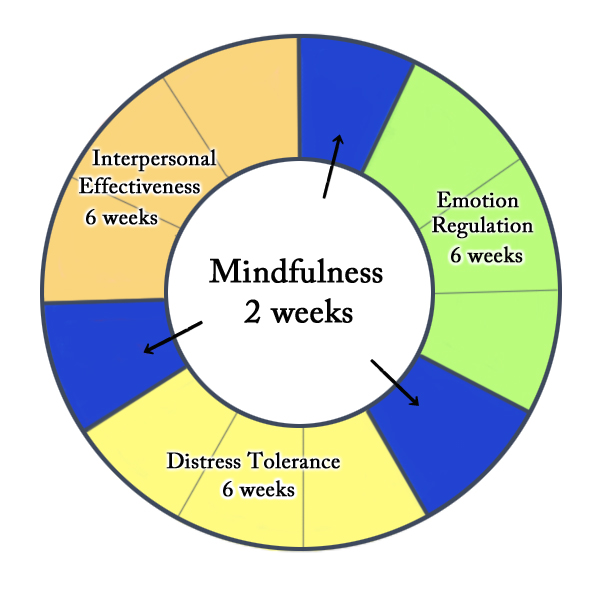 Interpersonal
Effectiveness
6 weeks
Emotion
Regulation
6 weeks
Mindfulness
2 weeks
Distress Tolerance
6 weeks